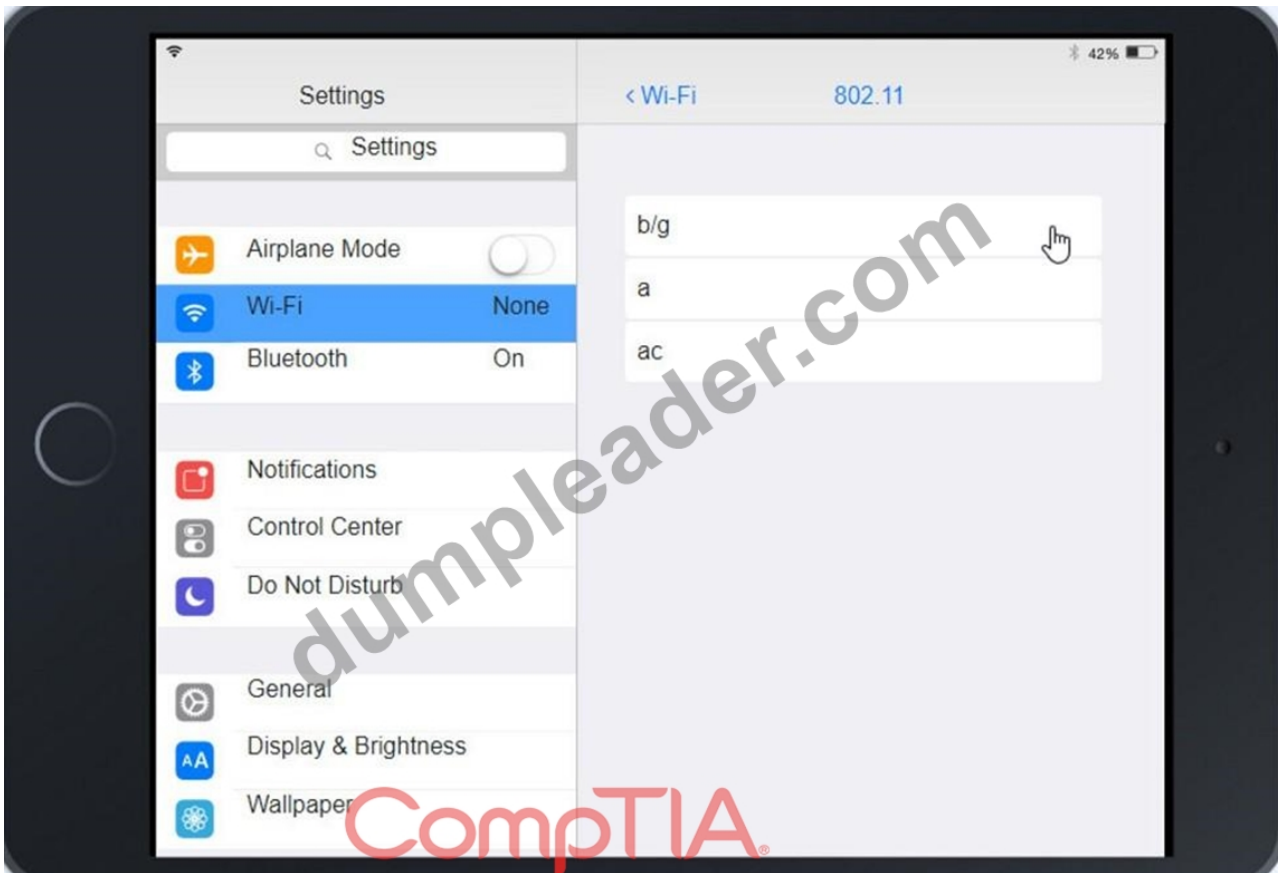 42%
Settings
< Wi-Fi 802.11
Settings
b/g
Airplane Mode
a
Wi-Fi None
ac
Bluetooth On
Notifications
Control Center
Do Not Disturb
General
AA Display & Brightness
Wallpaper
dumpleader.com
CompTIA®